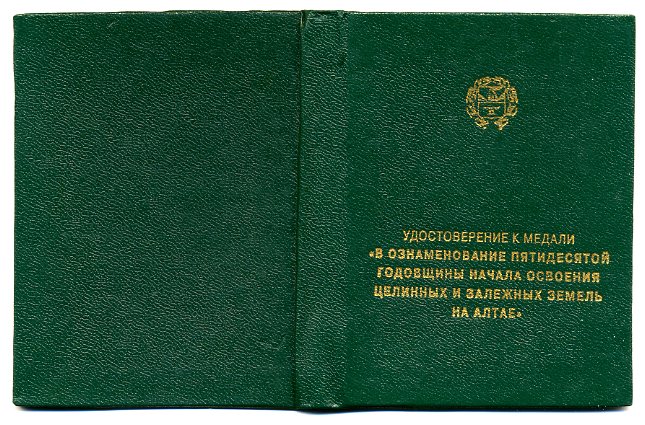 УДОСТОВЕРЕНИЕ К МЕДАЛИ
«В ОЗНАМЕНОВАНИЕ ПЯТИДЕСЯТОЙ
ГОДОВЩИНЫ НАЧАЛА ОСВОЕНИЯ
ЦЕЛИННЫХ И ЗАЛЕЖНЫХ ЗЕМЕЛЬ
НА АЛТАЕ»